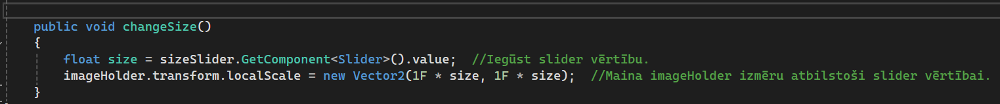 public void changeSize()
{
float size = sizeSlider.GetComponent<Slider>().value;  //Iegūst slider vērtību.
imageHolder.transform.localScale = new Vector2(1F * size, 1F * size);  //Maina imageHolder izmēru atbilstoši slider vērtībai.
}